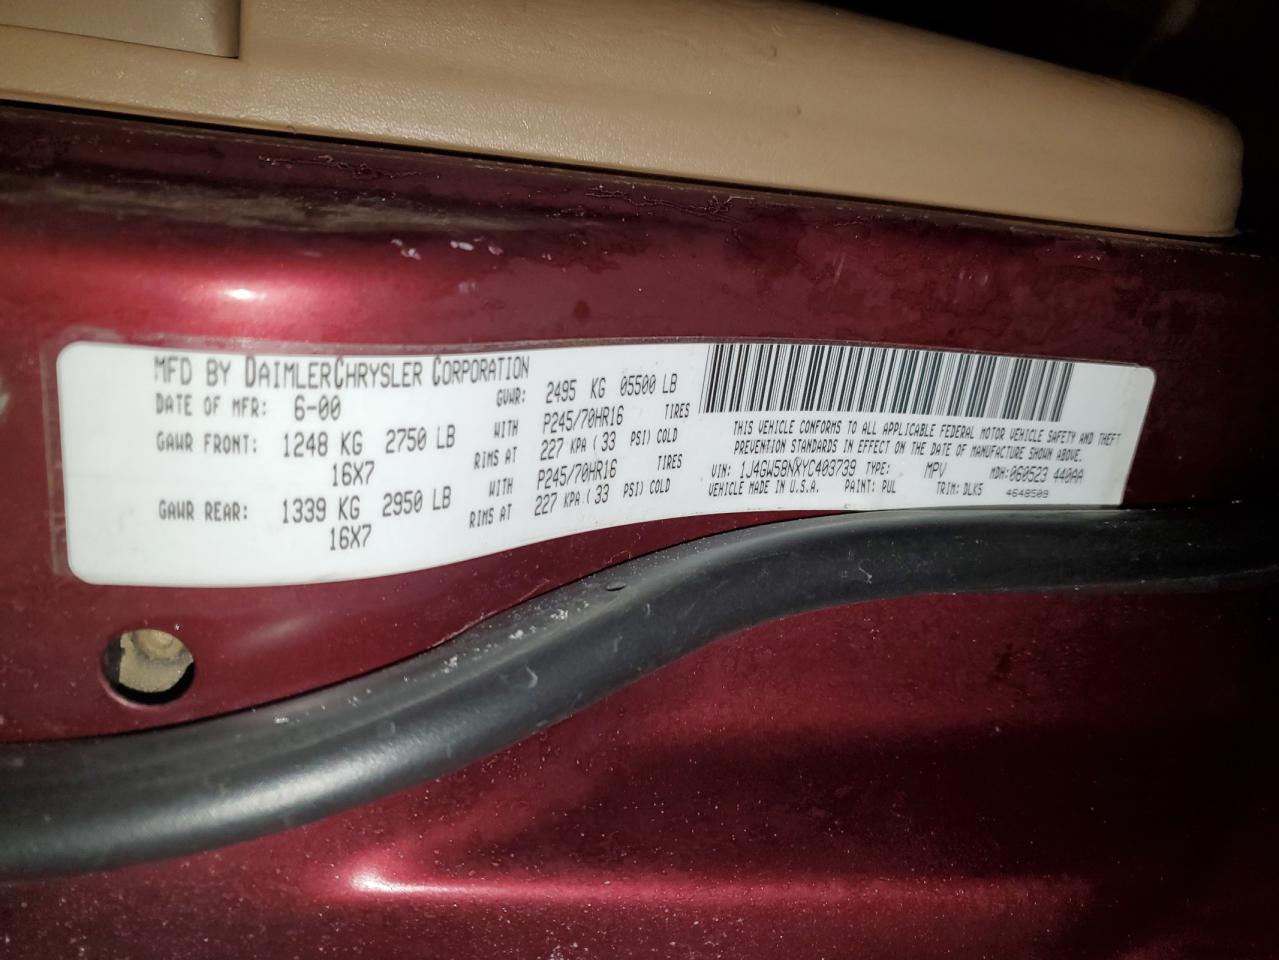 MFD BY DAIMLERCHRYSLER CORPORATION
DATE OF MFR: 6-00 GVWR: 2495 KG 05500 LB
GAWR FRONT: 1248 KG 2750 LB WITH P245/70HR16 TIRES
16X7 RIMS AT 227 KPA (33 PSI) COLD
GAWR REAR: 1339 KG 2950 LB WITH P245/70HR16 TIRES
16X7 RIMS AT 227 KPA (33 PSI) COLD
THIS VEHICLE CONFORMS TO ALL APPLICABLE FEDERAL MOTOR VEHICLE SAFETY AND THEFT
PREVENTION STANDARDS IN EFFECT ON THE DATE OF MANUFACTURE SHOWN ABOVE.
VIN: TYPE: MPV MDH: 060523 440AA
VEHICLE MADE IN U.S.A. PAINT: PUL TRIM: DLK5 4648509